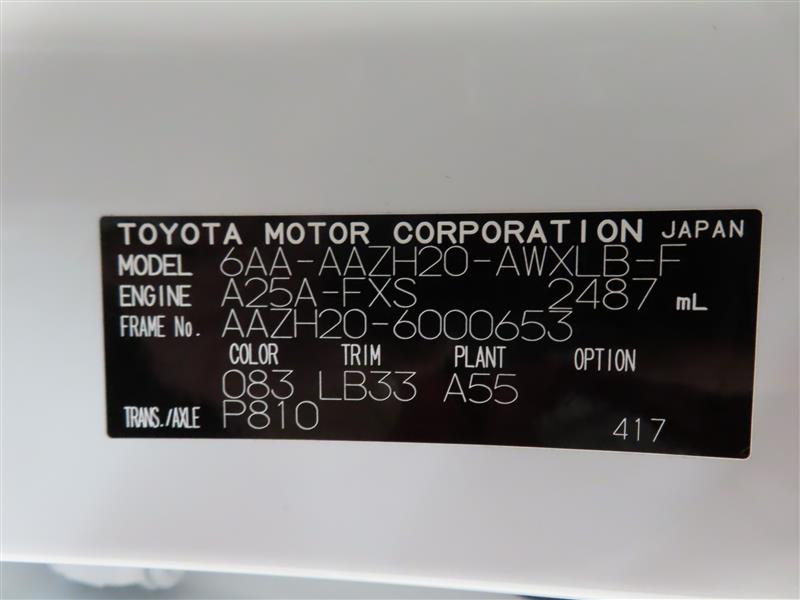 TOYOTA MOTOR CORPORATION JAPAN
MODEL 6AA-AAZH20-AWXLB-F
ENGINE A25A-FXS 2487 mL
FRAME No. AAZH20-6000653
COLOR TRIM PLANT OPTION
083 LB33 A55
TRANS./AXLE P810
417